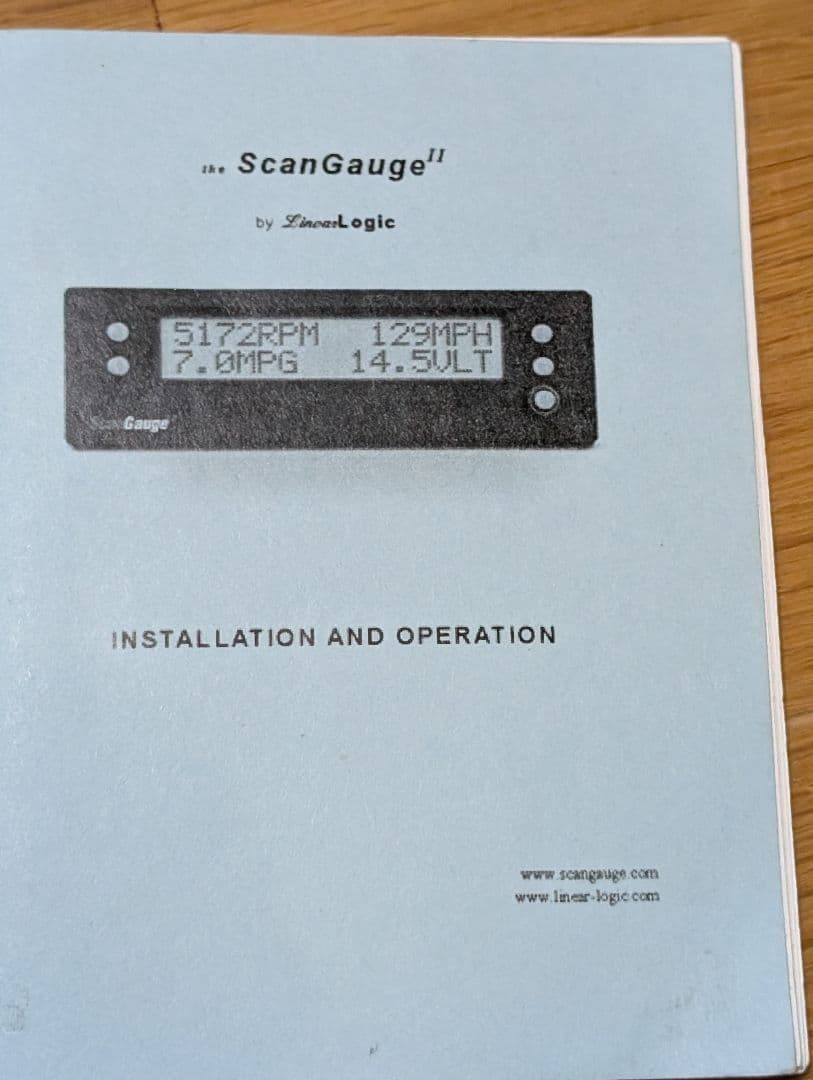 the ScanGauge II
by LinearLogic
5172RPM 129MPH
7.0MPG 14.5VLT
ScanGauge
INSTALLATION AND OPERATION
www.scangauge.com
www.linear-logic.com